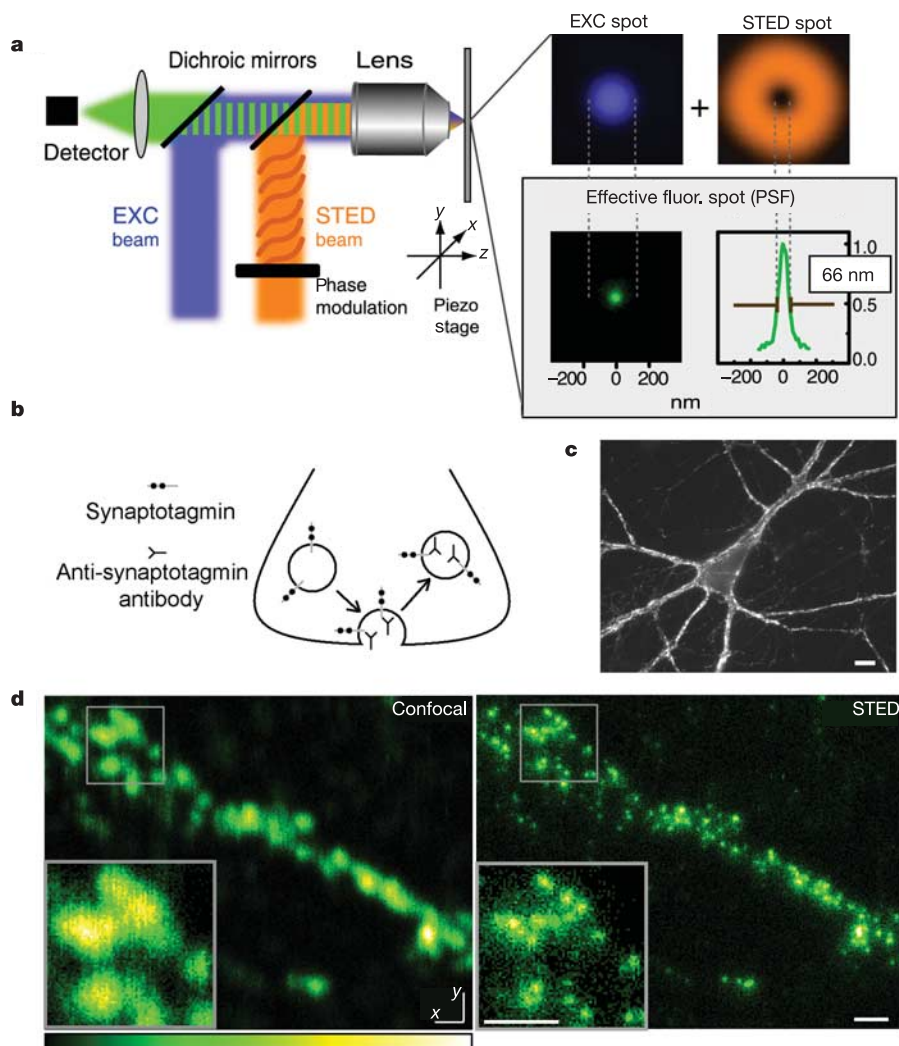 a
Dichroic mirrors
Lens
Detector
EXC
beam
STED
beam
Phase
modulation
y
x
z
Piezo
stage
EXC spot
STED spot
+
Effective fluor. spot (PSF)
1.0
66 nm
0.5
0.0
−200 0 200
−200 0 200
nm
b
Synaptotagmin
Anti-synaptotagmin
antibody
c
d
Confocal
STED
y
x